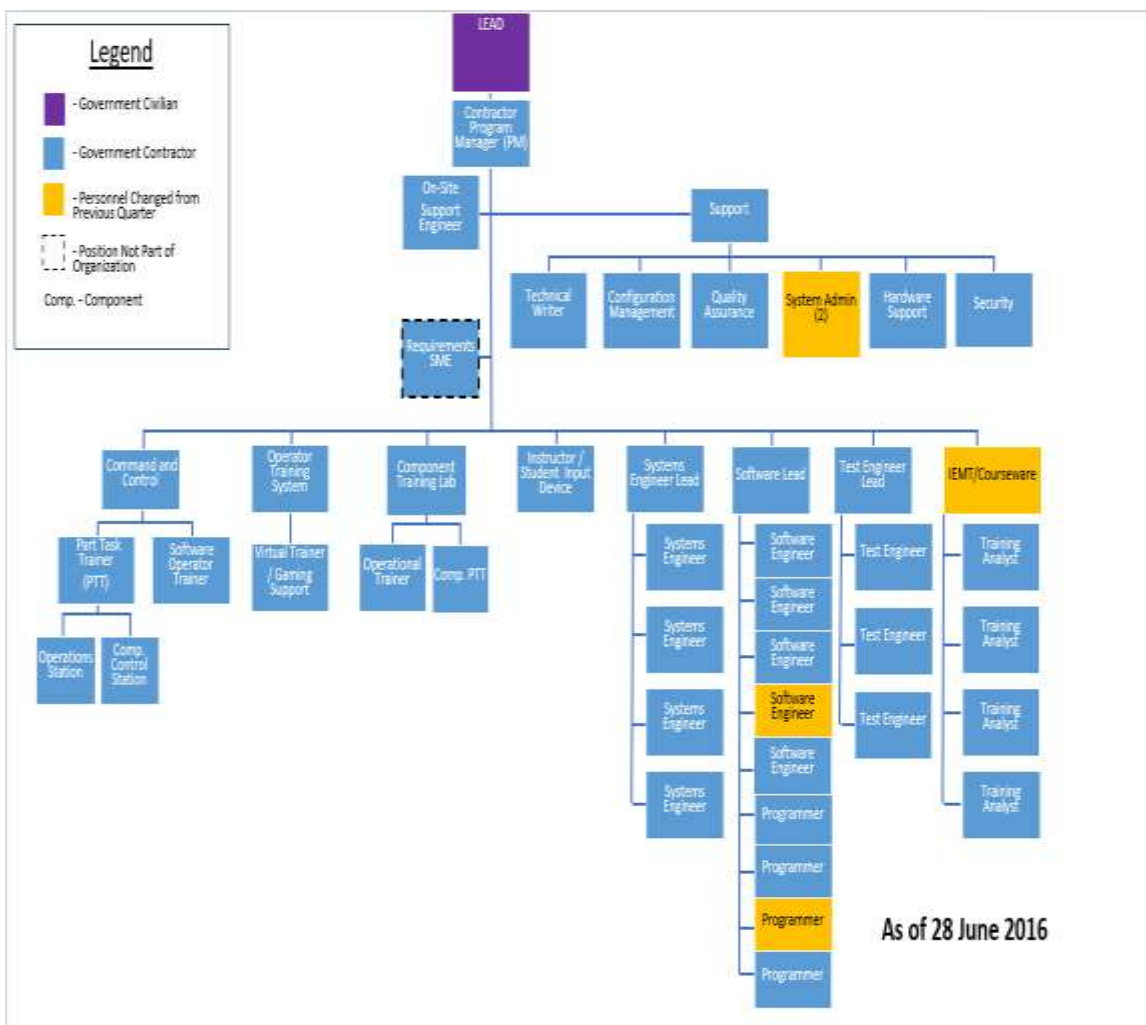 Legend
- Government Civilian
- Government Contractor
- Personnel Changed from
Previous Quarter
- Position Not Part of
Organization
Comp. - Component
LEAD
Contractor
Program
Manager (PM)
On-Site
Support
Engineer
Support
Technical
Writer
Configuration
Management
Quality
Assurance
System Admin
(2)
Hardware
Support
Security
Requirements
SME
Command and
Control
Operator
Training
System
Component
Training Lab
Instructor /
Student Input
Device
Systems
Engineer Lead
Software Lead
Test Engineer
Lead
IEMT/Courseware
Part Task
Trainer
(PTT)
Software
Operator
Trainer
Virtual Trainer
/ Gaming
Support
Operational
Trainer
Comp. PTT
Operations
Station
Comp.
Control
Station
Systems
Engineer
Systems
Engineer
Systems
Engineer
Systems
Engineer
Software
Engineer
Software
Engineer
Software
Engineer
Software
Engineer
Software
Engineer
Programmer
Programmer
Programmer
Programmer
Test Engineer
Test Engineer
Test Engineer
Training
Analyst
Training
Analyst
Training
Analyst
Training
Analyst
As of 28 June 2016